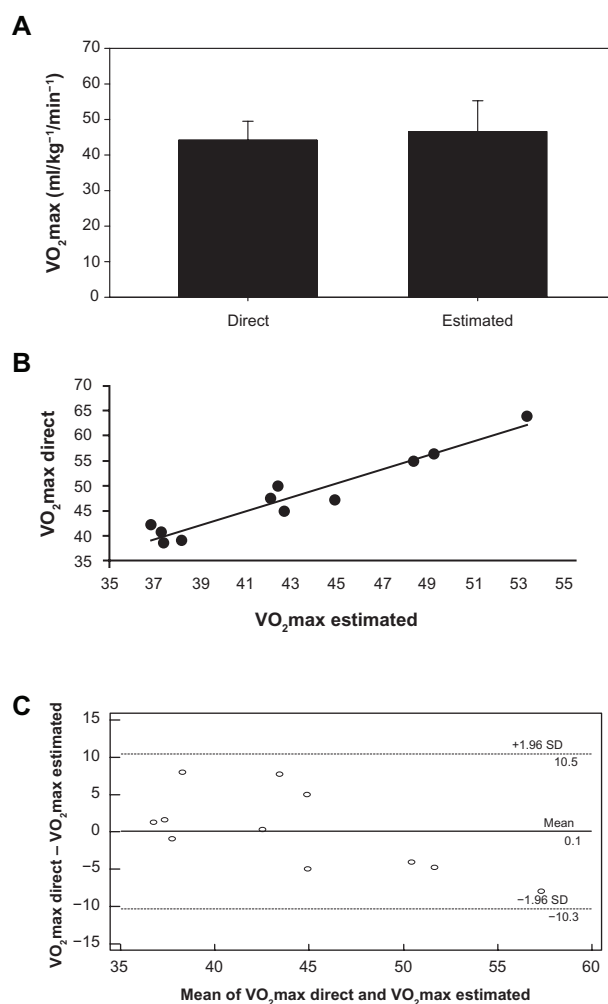 A
VO₂max (ml/kg⁻¹/min⁻¹)
70
60
50
40
30
20
10
0
Direct Estimated
B
VO₂max direct
70
65
60
55
50
45
40
35
35 37 39 41 43 45 47 49 51 53 55
VO₂max estimated
C
VO₂max direct – VO₂max estimated
15
10
5
0
−5
−10
−15
+1.96 SD
10.5
Mean
0.1
−1.96 SD
−10.3
35 40 45 50 55 60
Mean of VO₂max direct and VO₂max estimated